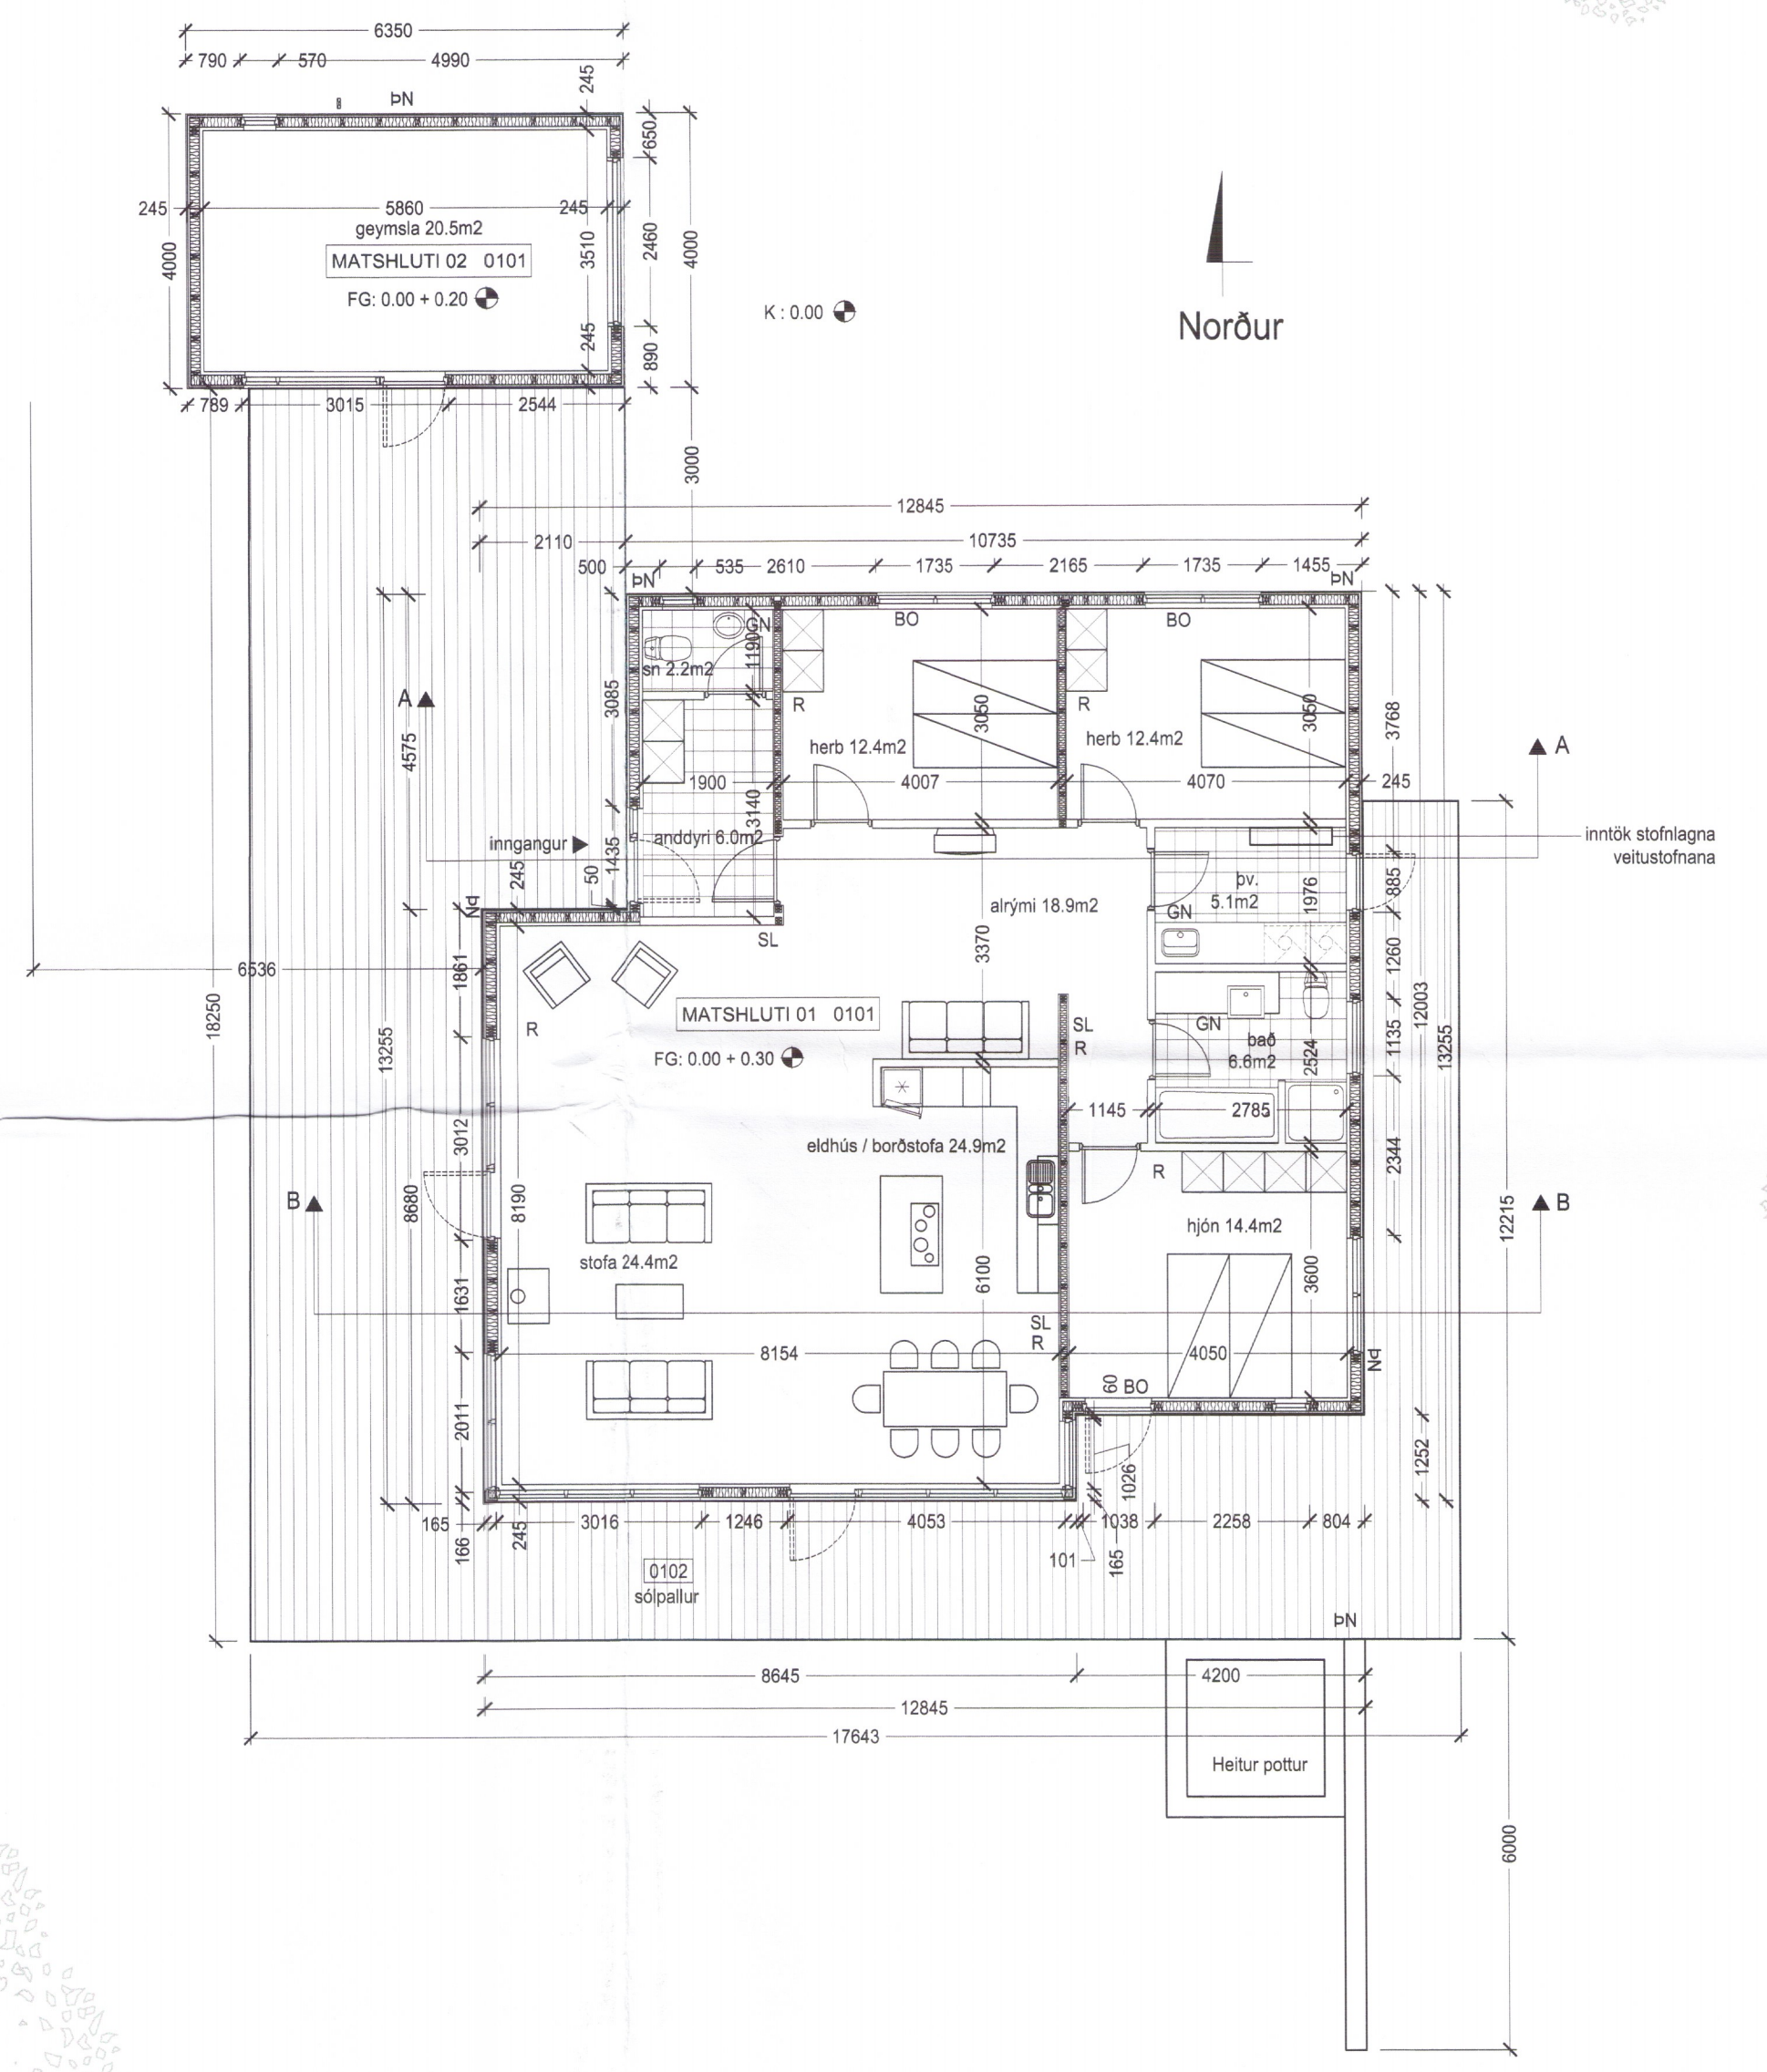 6350
790 570 4990
245
ÞN
650
245 5860 245
geymsla 20.5m2
MATSHLUTI 02 0101
FG: 0.00 + 0.20
4000
3510
2460
4000
245
890
K : 0.00
Norður
789 3015 2544
3000
12845
2110 10735
500 535 2610 1735 2165 1735 1455
ÞN
ÞN
BO
BO
GN
1190
sn 2.2m2
3085
A
R
R
3050
3050
3768
4575
herb 12.4m2
herb 12.4m2
A
1900 4007 4070 245
3140
anddyri 6.0m2
inngangur
1435
50
245
inntök stofnlagna
veitustofnana
þv.
5.1m2
885
1976
ÞN
alrými 18.9m2
GN
SL
3370
1260
6536
1861
18250
MATSHLUTI 01 0101
R
FG: 0.00 + 0.30
SL
R
GN
bað
6.6m2
2524
1135
12003
13255
13255
1145 2785
3012
eldhús / borðstofa 24.9m2
2344
R
B
8680
8190
B
12215
hjón 14.4m2
stofa 24.4m2
6100
3600
1631
SL
R
8154 4050
ÞN
60 BO
2011
1252
1026
165 3016 1246 4053 1038 2258 804
166
245
101
165
0102
sólpallur
ÞN
8645 4200
12845
17643
Heitur pottur
6000